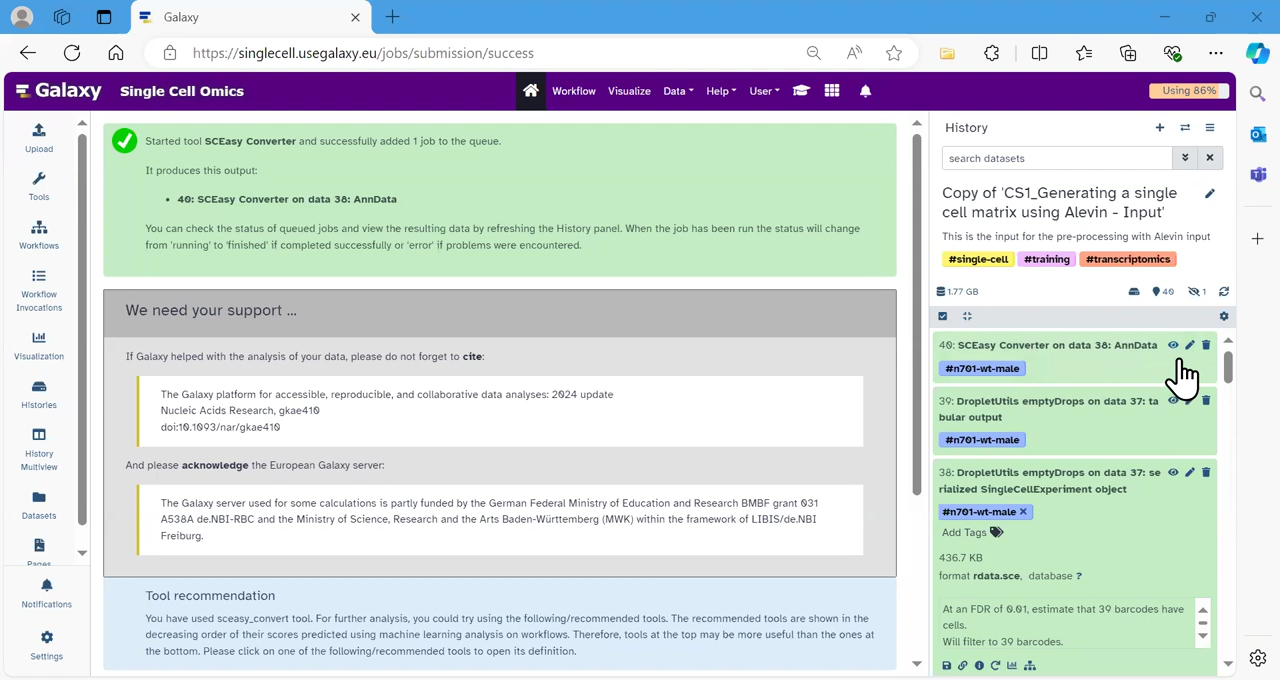 Galaxy
https://singlecell.usegalaxy.eu/jobs/submission/success
Galaxy Single Cell Omics
Workflow Visualize Data Help User
Using 86%
Upload
Tools
Workflows
Workflow
Invocations
Visualization
Histories
History
Multiview
Datasets
Pages
Notifications
Settings
Started tool SCEasy Converter and successfully added 1 job to the queue.
It produces this output:
• 40: SCEasy Converter on data 38: AnnData
You can check the status of queued jobs and view the resulting data by refreshing the History panel. When the job has been run the status will change
from 'running' to 'finished' if completed successfully or 'error' if problems were encountered.
We need your support ...
If Galaxy helped with the analysis of your data, please do not forget to cite:
The Galaxy platform for accessible, reproducible, and collaborative data analyses: 2024 update
Nucleic Acids Research, gkae410
doi:10.1093/nar/gkae410
And please acknowledge the European Galaxy server:
The Galaxy server used for some calculations is partly funded by the German Federal Ministry of Education and Research BMBF grant 031
A538A de.NBI-RBC and the Ministry of Science, Research and the Arts Baden-Württemberg (MWK) within the framework of LIBIS/de.NBI
Freiburg.
Tool recommendation
You have used sceasy_convert tool. For further analysis, you could try using the following/recommended tools. The recommended tools are shown in the
decreasing order of their scores predicted using machine learning analysis on workflows. Therefore, tools at the top may be more useful than the ones at
the bottom. Please click on one of the following/recommended tools to open its definition.
History
search datasets
Copy of 'CS1_Generating a single
cell matrix using Alevin - Input'
This is the input for the pre-processing with Alevin input
#single-cell #training #transcriptomics
1.77 GB 40 1
40: SCEasy Converter on data 38: AnnData
#n701-wt-male
39: DropletUtils emptyDrops on data 37: ta
bular output
#n701-wt-male
38: DropletUtils emptyDrops on data 37: se
rialized SingleCellExperiment object
#n701-wt-male
Add Tags
436.7 KB
format rdata.sce, database ?
At an FDR of 0.01, estimate that 39 barcodes have
cells.
Will filter to 39 barcodes.